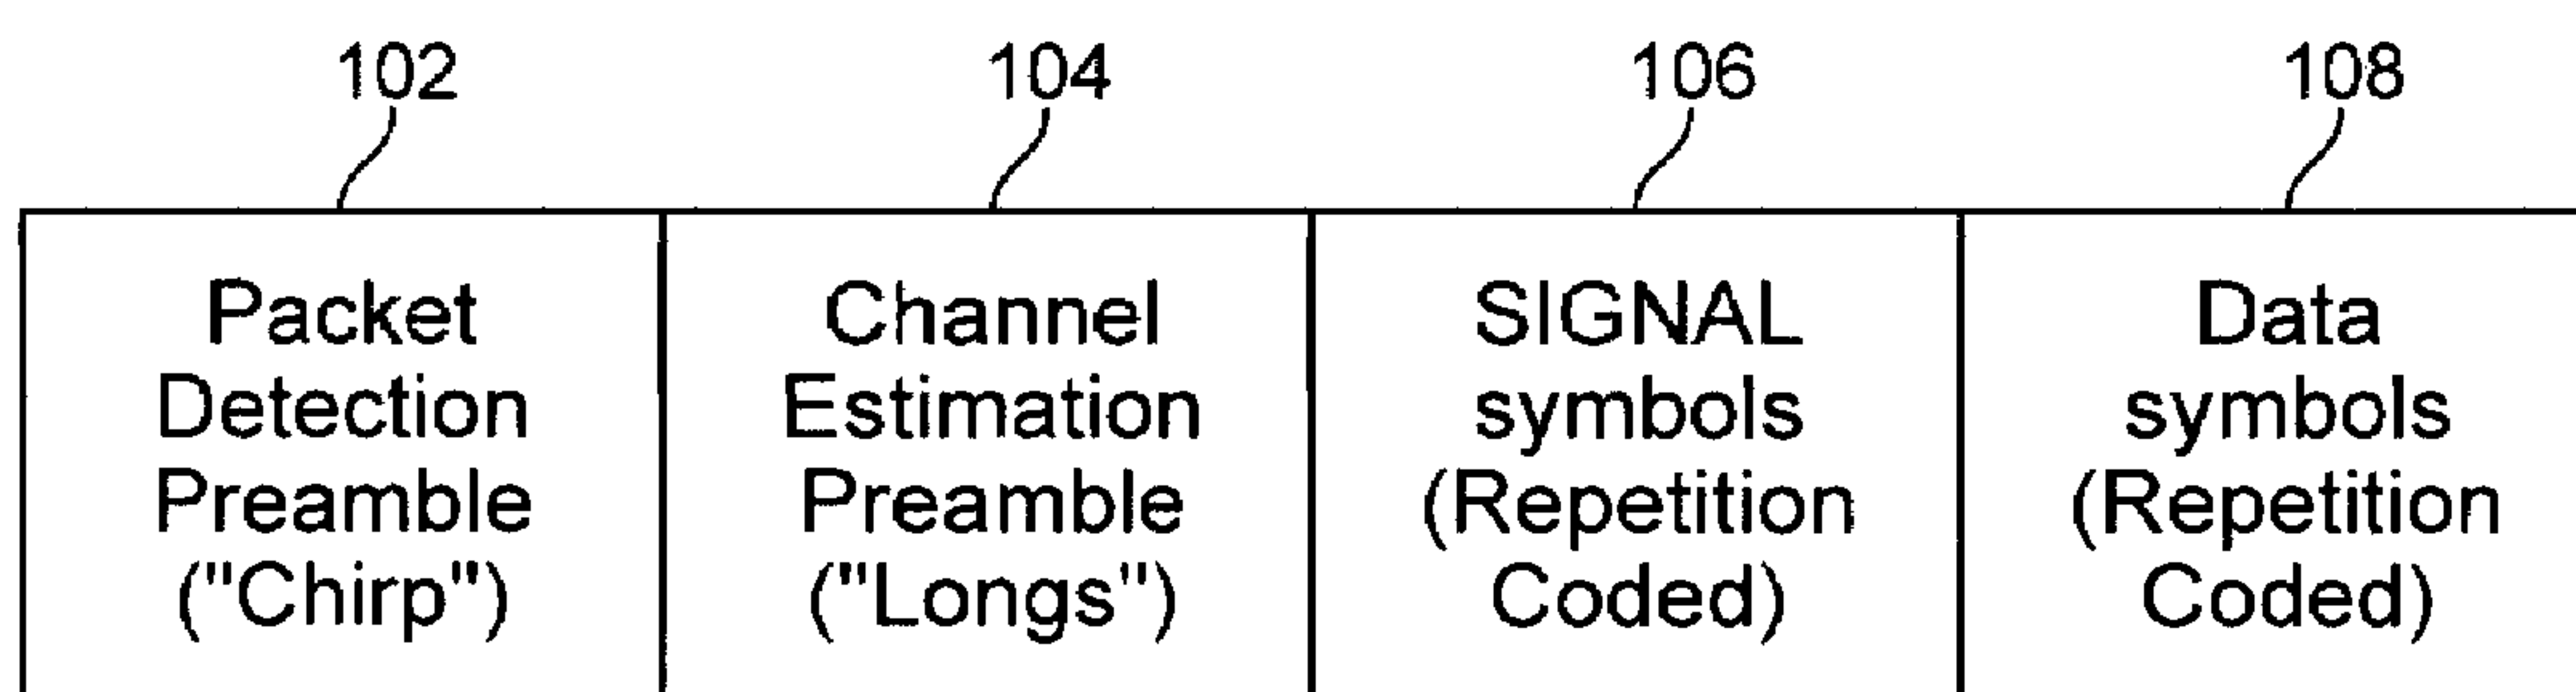 102 104 106 108
Packet
Detection
Preamble
("Chirp")
Channel
Estimation
Preamble
("Longs")
SIGNAL
symbols
(Repetition
Coded)
Data
symbols
(Repetition
Coded)